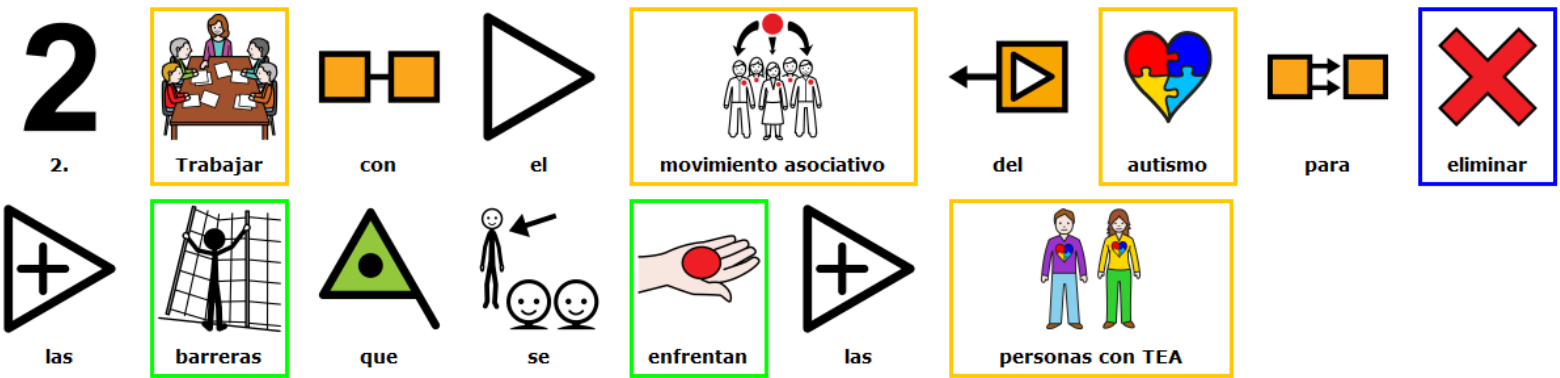 2
2. Trabajar con el movimiento asociativo del autismo para eliminar
las barreras que se enfrentan las personas con TEA